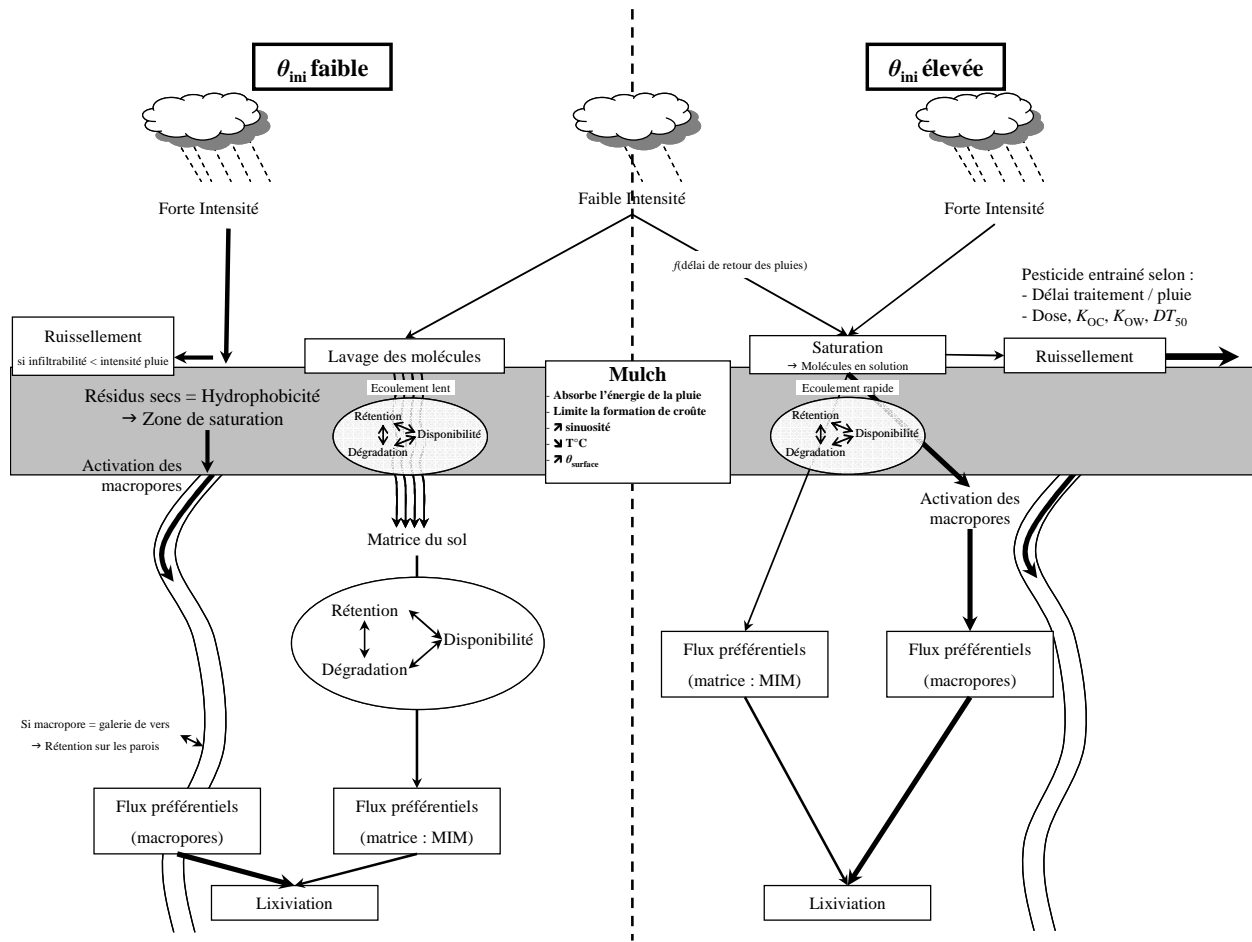 θini faible
θini élevée
Forte Intensité
Faible Intensité
Forte Intensité
f(délai de retour des pluies)
Pesticide entrainé selon :
- Délai traitement / pluie
- Dose, KOC, KOW, DT50
Ruissellement
si infiltrabilité < intensité pluie
Lavage des molécules
Saturation
→ Molécules en solution
Ruissellement
Résidus secs = Hydrophobicité
→ Zone de saturation
Ecoulement lent
Rétention
Disponibilité
Dégradation
Mulch
- Absorbe l'énergie de la pluie
- Limite la formation de croûte
- ↗ sinuosité
- ↘ T°C
- ↗ θsurface
Ecoulement rapide
Rétention
Disponibilité
Dégradation
Activation des
macropores
Activation des
macropores
Matrice du sol
Rétention
Disponibilité
Dégradation
Flux préférentiels
(matrice : MIM)
Flux préférentiels
(macropores)
Si macropore = galerie de vers
→ Rétention sur les parois
Flux préférentiels
(macropores)
Flux préférentiels
(matrice : MIM)
Lixiviation
Lixiviation